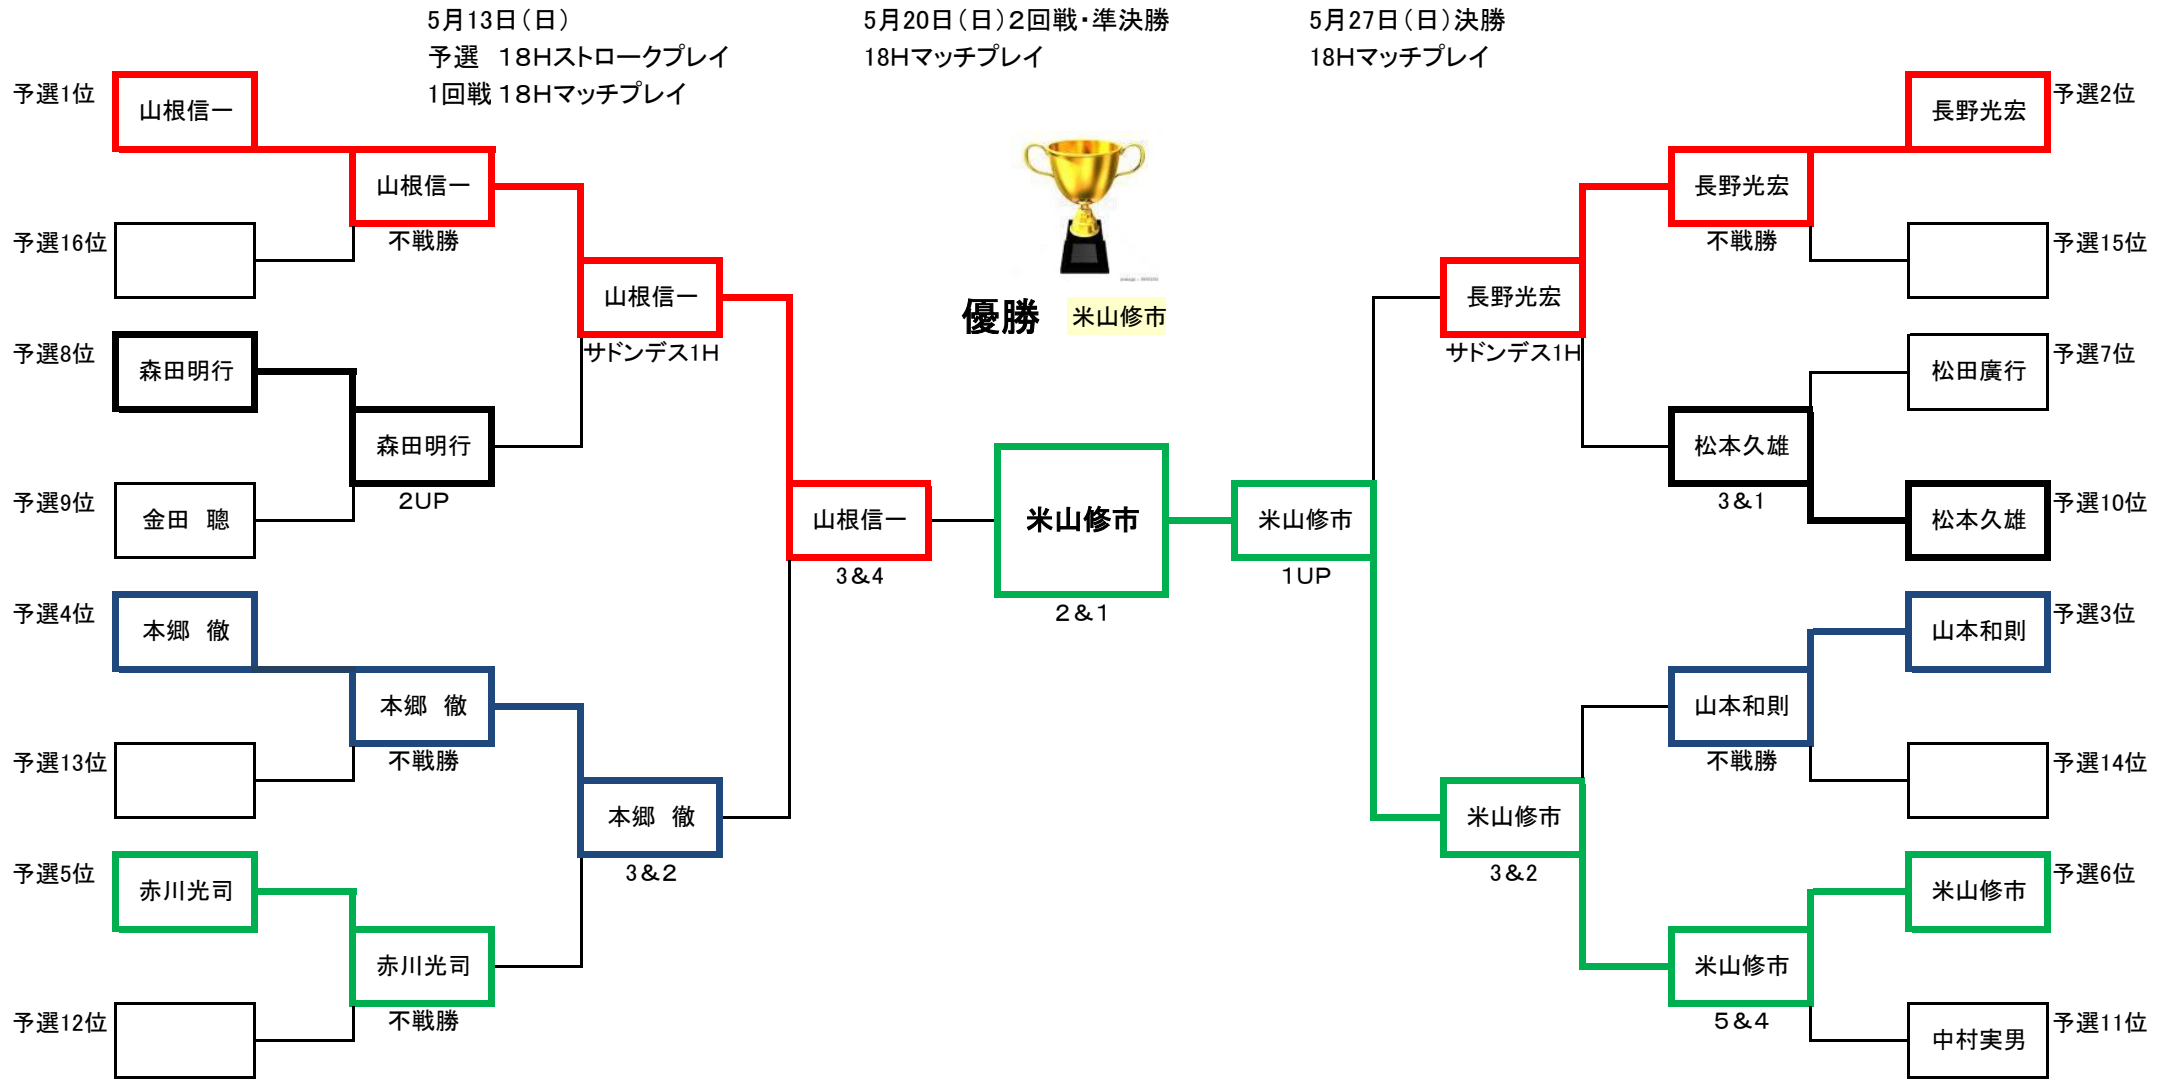 5月13日(日)
予選 18Hストロークプレイ
1回戦 18Hマッチプレイ
5月20日(日)2回戦・準決勝
18Hマッチプレイ
5月27日(日)決勝
18Hマッチプレイ
予選1位
山根信一
山根信一
不戦勝
予選16位
山根信一
サドンデス1H
予選8位
森田明行
森田明行
2UP
予選9位
金田 聰
山根信一
3&4
予選4位
本郷 徹
本郷 徹
不戦勝
予選13位
本郷 徹
3&2
予選5位
赤川光司
赤川光司
不戦勝
予選12位
優勝 米山修市
米山修市
2&1
米山修市
1UP
長野光宏
サドンデス1H
長野光宏
不戦勝
長野光宏
予選2位
予選15位
松田廣行
予選7位
松本久雄
3&1
松本久雄
予選10位
山本和則
予選3位
山本和則
不戦勝
予選14位
米山修市
3&2
米山修市
予選6位
米山修市
5&4
中村実男
予選11位